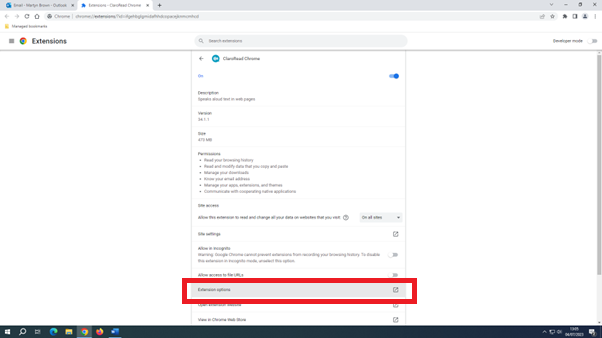 Email - Martyn Brown - Outlook
Extensions - ClaroRead Chrome
Chrome | chrome://extensions/?id=
Managed bookmarks
Extensions
Search extensions
Developer mode
ClaroRead Chrome
On
Description
Speaks aloud text in web pages
Version
Size
Permissions
Read your browsing history
Read and modify data that you copy and paste
Manage your downloads
Know your email address
Manage your apps, extensions, and themes
Communicate with cooperating native applications
Site access
Allow this extension to read and change all your data on websites that you visit:
On all sites
Site settings
Allow in Incognito
Warning: Google Chrome cannot prevent extensions from recording your browsing history. To disable
this extension in Incognito mode, unselect this option.
Allow access to file URLs
Extension options
Open extension website
View in Chrome Web Store
13:05
04/07/2023